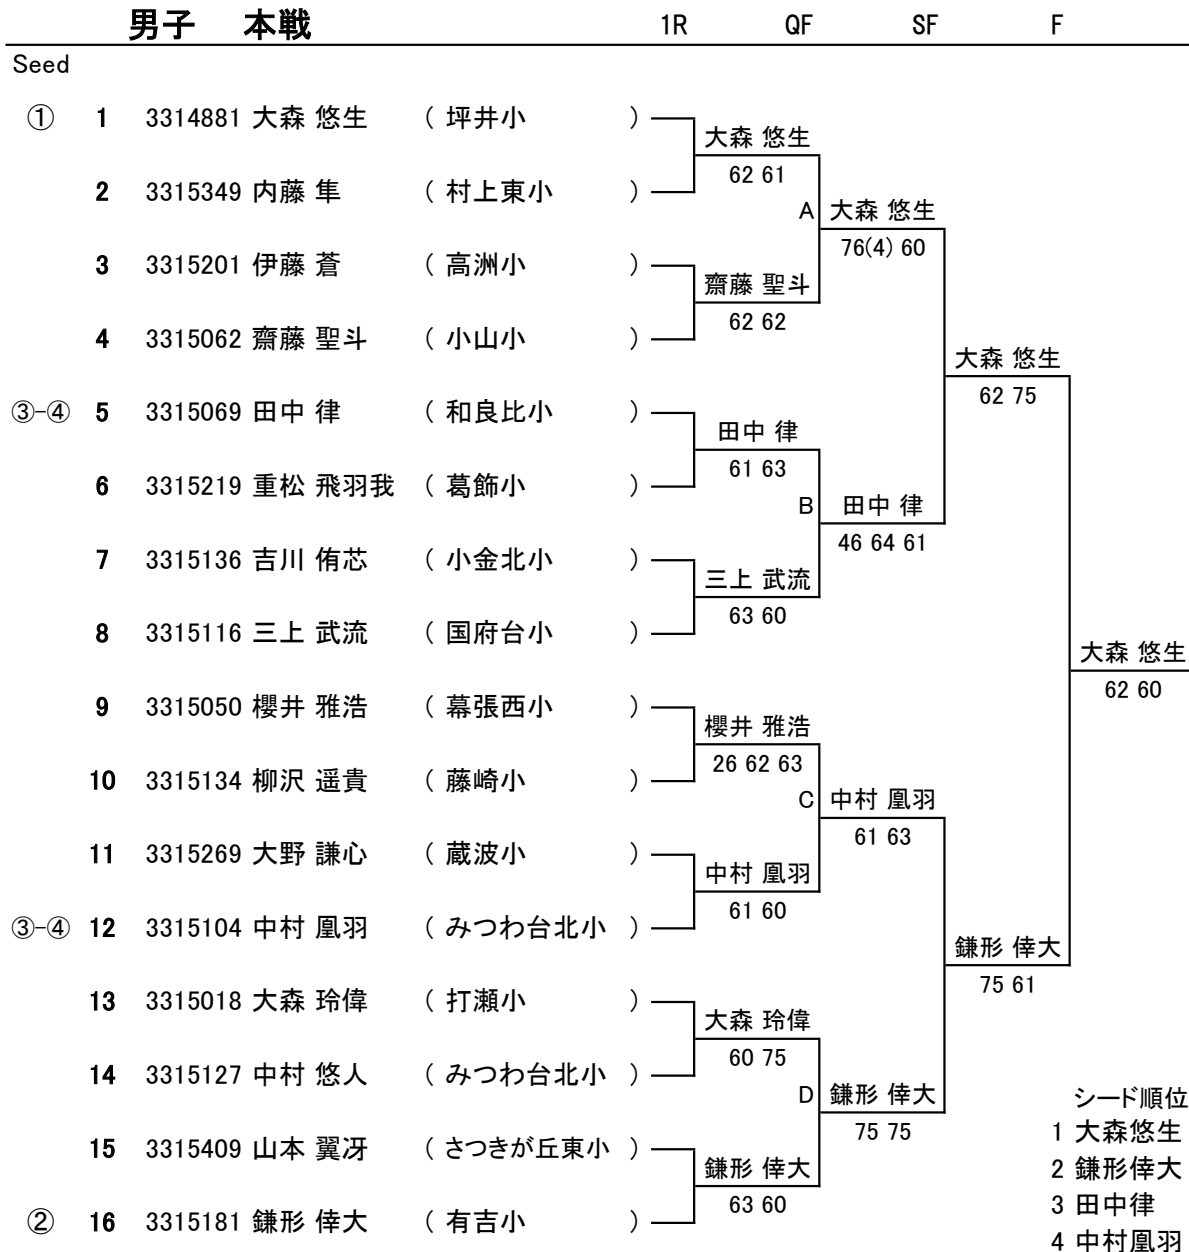 男子 本戦 1R QF SF F
Seed
① 1 3314881 大森 悠生 ( 坪井小 )
大森 悠生
62 61
2 3315349 内藤 隼 ( 村上東小 )
A 大森 悠生
76(4) 60
3 3315201 伊藤 蒼 ( 高洲小 )
齋藤 聖斗
62 62
4 3315062 齋藤 聖斗 ( 小山小 )
大森 悠生
62 75
③-④ 5 3315069 田中 律 ( 和良比小 )
田中 律
61 63
6 3315219 重松 飛羽我 ( 葛飾小 )
B 田中 律
46 64 61
7 3315136 吉川 侑芯 ( 小金北小 )
三上 武流
63 60
8 3315116 三上 武流 ( 国府台小 )
大森 悠生
62 60
9 3315050 櫻井 雅浩 ( 幕張西小 )
櫻井 雅浩
26 62 63
10 3315134 柳沢 遥貴 ( 藤崎小 )
C 中村 凰羽
61 63
11 3315269 大野 謙心 ( 蔵波小 )
中村 凰羽
61 60
③-④ 12 3315104 中村 凰羽 ( みつわ台北小 )
鎌形 倖大
75 61
13 3315018 大森 玲偉 ( 打瀬小 )
大森 玲偉
60 75
14 3315127 中村 悠人 ( みつわ台北小 )
D 鎌形 倖大
75 75
15 3315409 山本 翼冴 ( さつきが丘東小 )
鎌形 倖大
63 60
② 16 3315181 鎌形 倖大 ( 有吉小 )
シード順位
1 大森悠生
2 鎌形倖大
3 田中律
4 中村凰羽